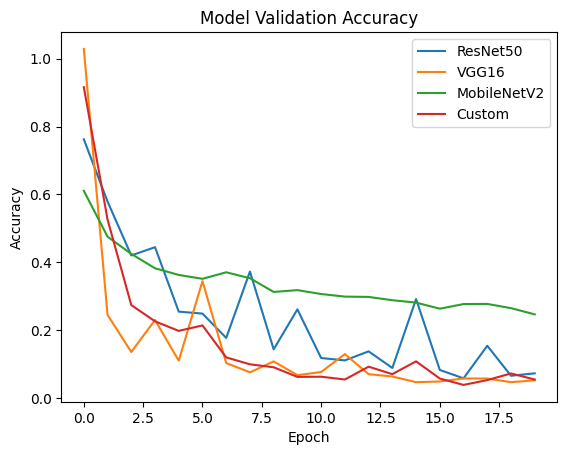 Model Validation Accuracy
ResNet50
VGG16
MobileNetV2
Custom
Accuracy
1.0
0.8
0.6
0.4
0.2
0.0
0.0 2.5 5.0 7.5 10.0 12.5 15.0 17.5
Epoch